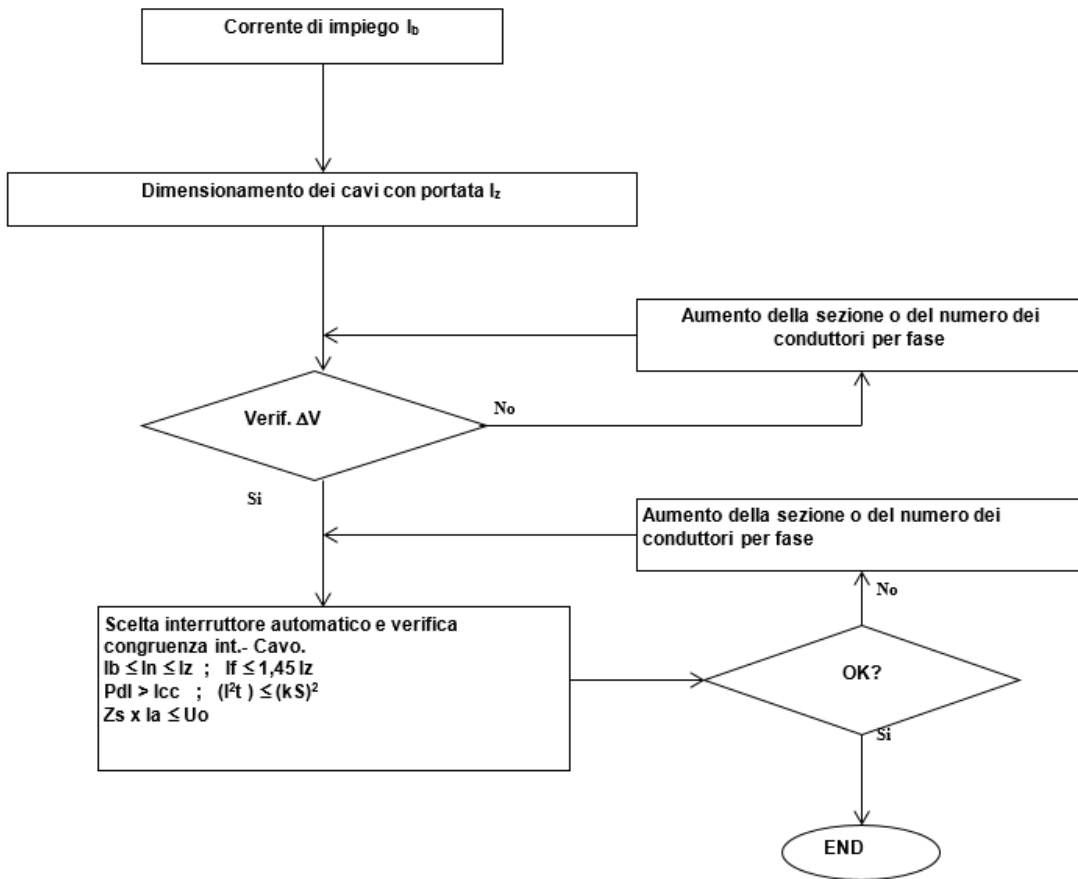 Corrente di impiego Ib
Dimensionamento dei cavi con portata Iz
Aumento della sezione o del numero dei
conduttori per fase
Verif. ΔV
No
Si
Aumento della sezione o del numero dei
conduttori per fase
Scelta interruttore automatico e verifica
congruenza int.- Cavo.
Ib ≤ In ≤ Iz ; If ≤ 1,45 Iz
PdI > Icc ; (I²t ) ≤ (kS)²
Zs x Ia ≤ Uo
No
OK?
Si
END